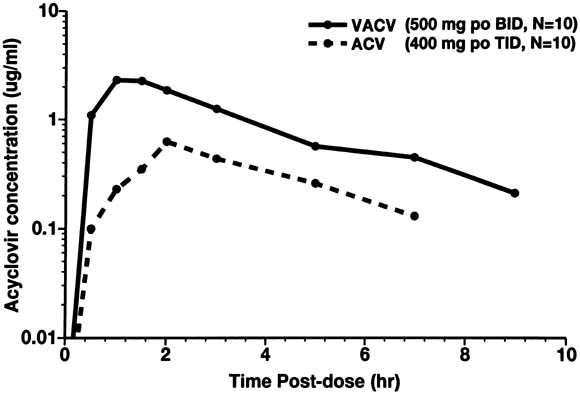 10
1
0.1
0.01
Acyclovir concentration (ug/ml)
VACV (500 mg po BID, N=10)
ACV (400 mg po TID, N=10)
0 2 4 6 8 10
Time Post-dose (hr)